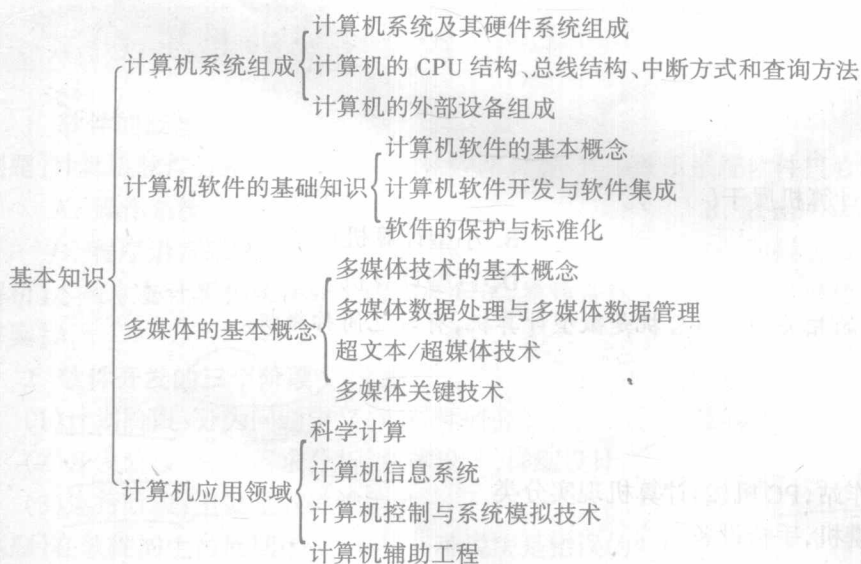 计算机系统及其硬件系统组成
计算机系统组成
计算机的 CPU 结构、总线结构、中断方式和查询方法
计算机的外部设备组成
计算机软件的基本概念
计算机软件的基础知识
计算机软件开发与软件集成
软件的保护与标准化
基本知识
多媒体技术的基本概念
多媒体数据处理与多媒体数据管理
多媒体的基本概念
超文本/超媒体技术
多媒体关键技术
科学计算
计算机信息系统
计算机应用领域
计算机控制与系统模拟技术
计算机辅助工程